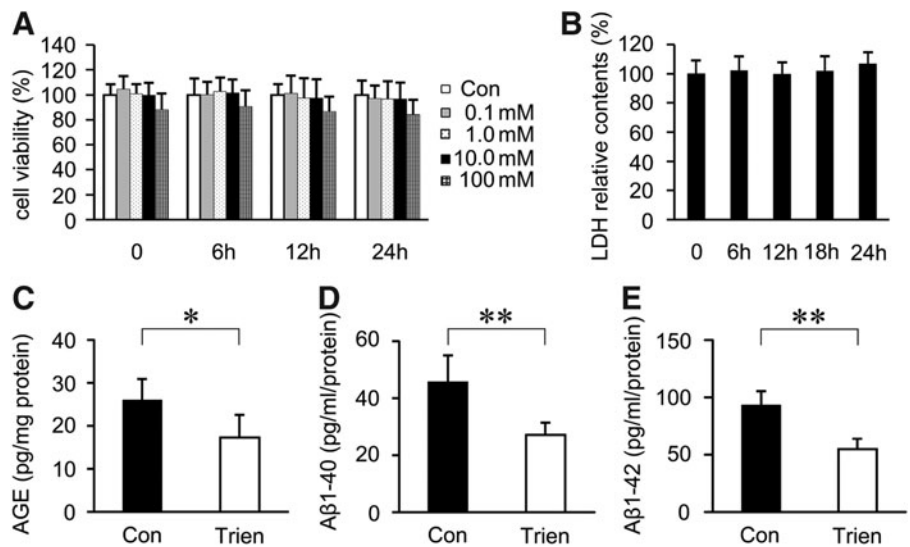 A
cell viability (%)
140
120
100
80
60
40
20
0
0 6h 12h 24h
Con
0.1 mM
1.0 mM
10.0 mM
100 mM
B
LDH relative contents (%)
120
100
80
60
40
20
0
0 6h 12h 18h 24h
C
AGE (pg/mg protein)
40
30
20
10
0
*
Con Trien
D
Aβ1-40 (pg/ml/protein)
60
40
20
0
**
Con Trien
E
Aβ1-42 (pg/ml/protein)
150
100
50
0
**
Con Trien